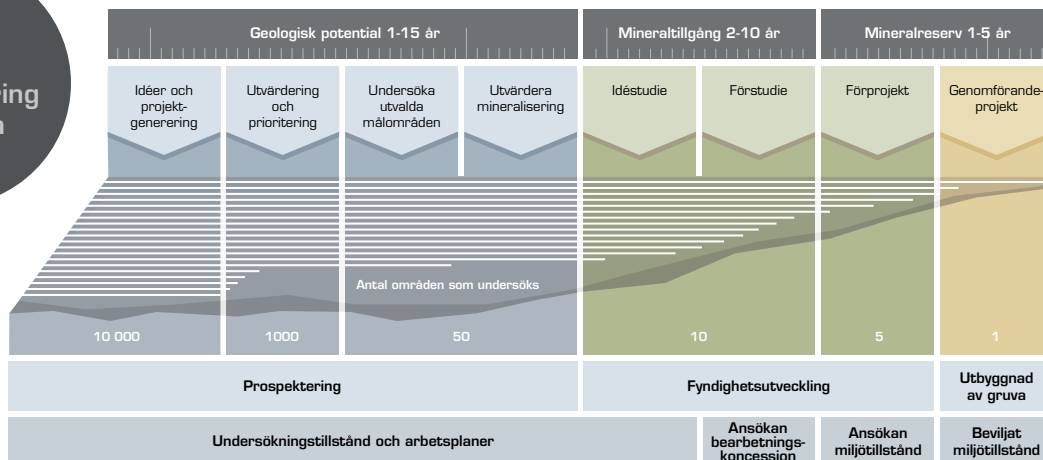 Geologisk potential 1-15 år
Mineraltillgång 2-10 år
Mineralreserv 1-5 år
Idéer och
projekt-
generering
Utvärdering
och
prioritering
Undersöka
utvalda
målområden
Utvärdera
mineralisering
Idéstudie
Förstudie
Förprojekt
Genomförande-
projekt
Antal områden som undersöks
10 000
1000
50
10
5
1
Prospektering
Fyndighetsutveckling
Utbyggnad
av gruva
Undersökningstillstånd och arbetsplaner
Ansökan
bearbetnings-
koncession
Ansökan
miljötillstånd
Beviljat
miljötillstånd